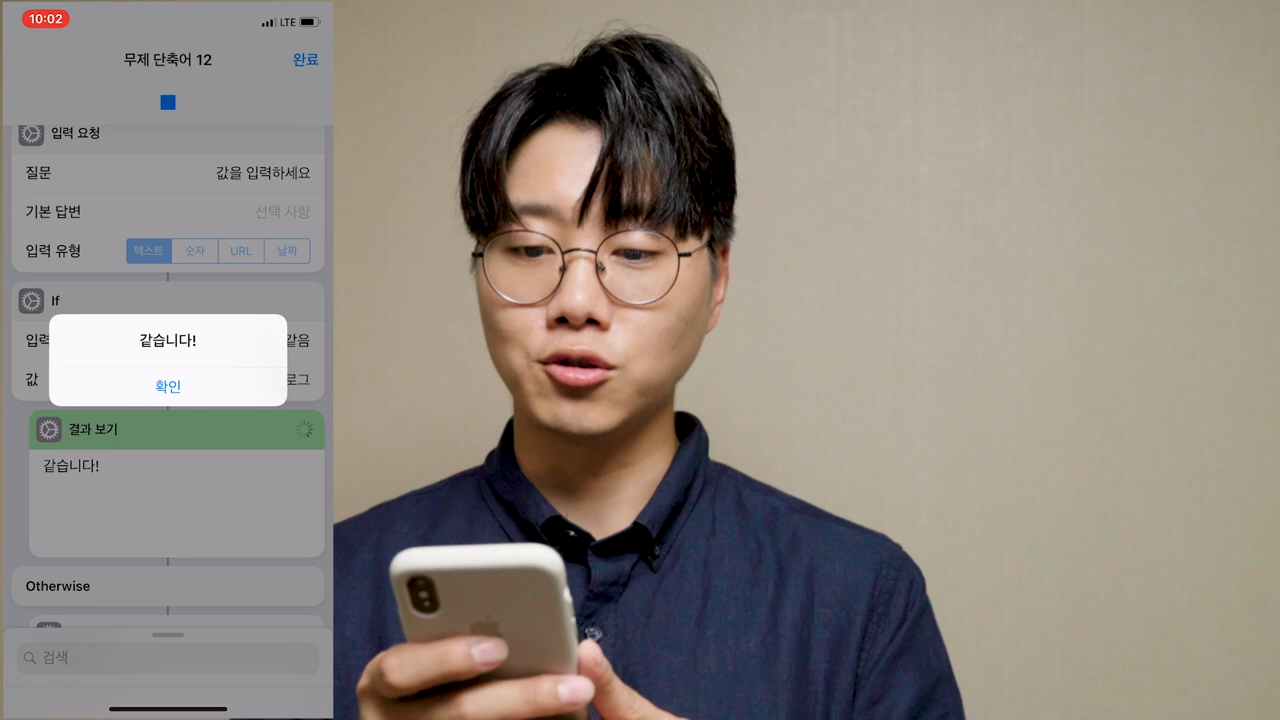 10:02
LTE
무제 단축어 12
완료
입력 요청
질문
값을 입력하세요
기본 답변
선택 사항
입력 유형
텍스트
숫자
URL
날짜
If
입력
같음
같습니다!
값
로그
확인
결과 보기
같습니다!
Otherwise
검색